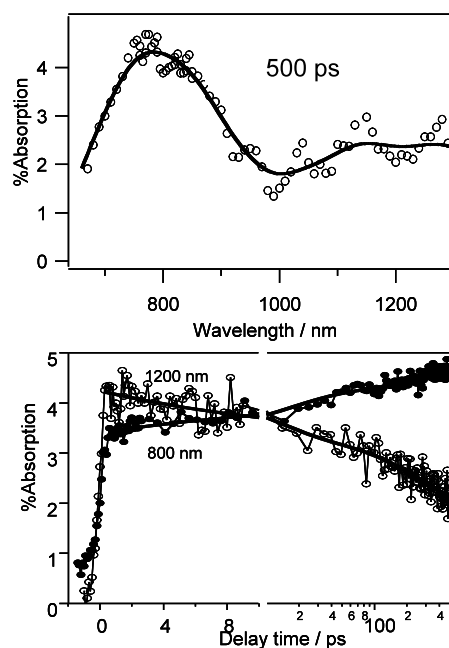 4
3
2
1
0
%Absorption
500 ps
800 1000 1200
Wavelength / nm
5
4
3
2
1
0
%Absorption
1200 nm
800 nm
0 4 8 2 4 6 8 100 2 4
Delay time / ps